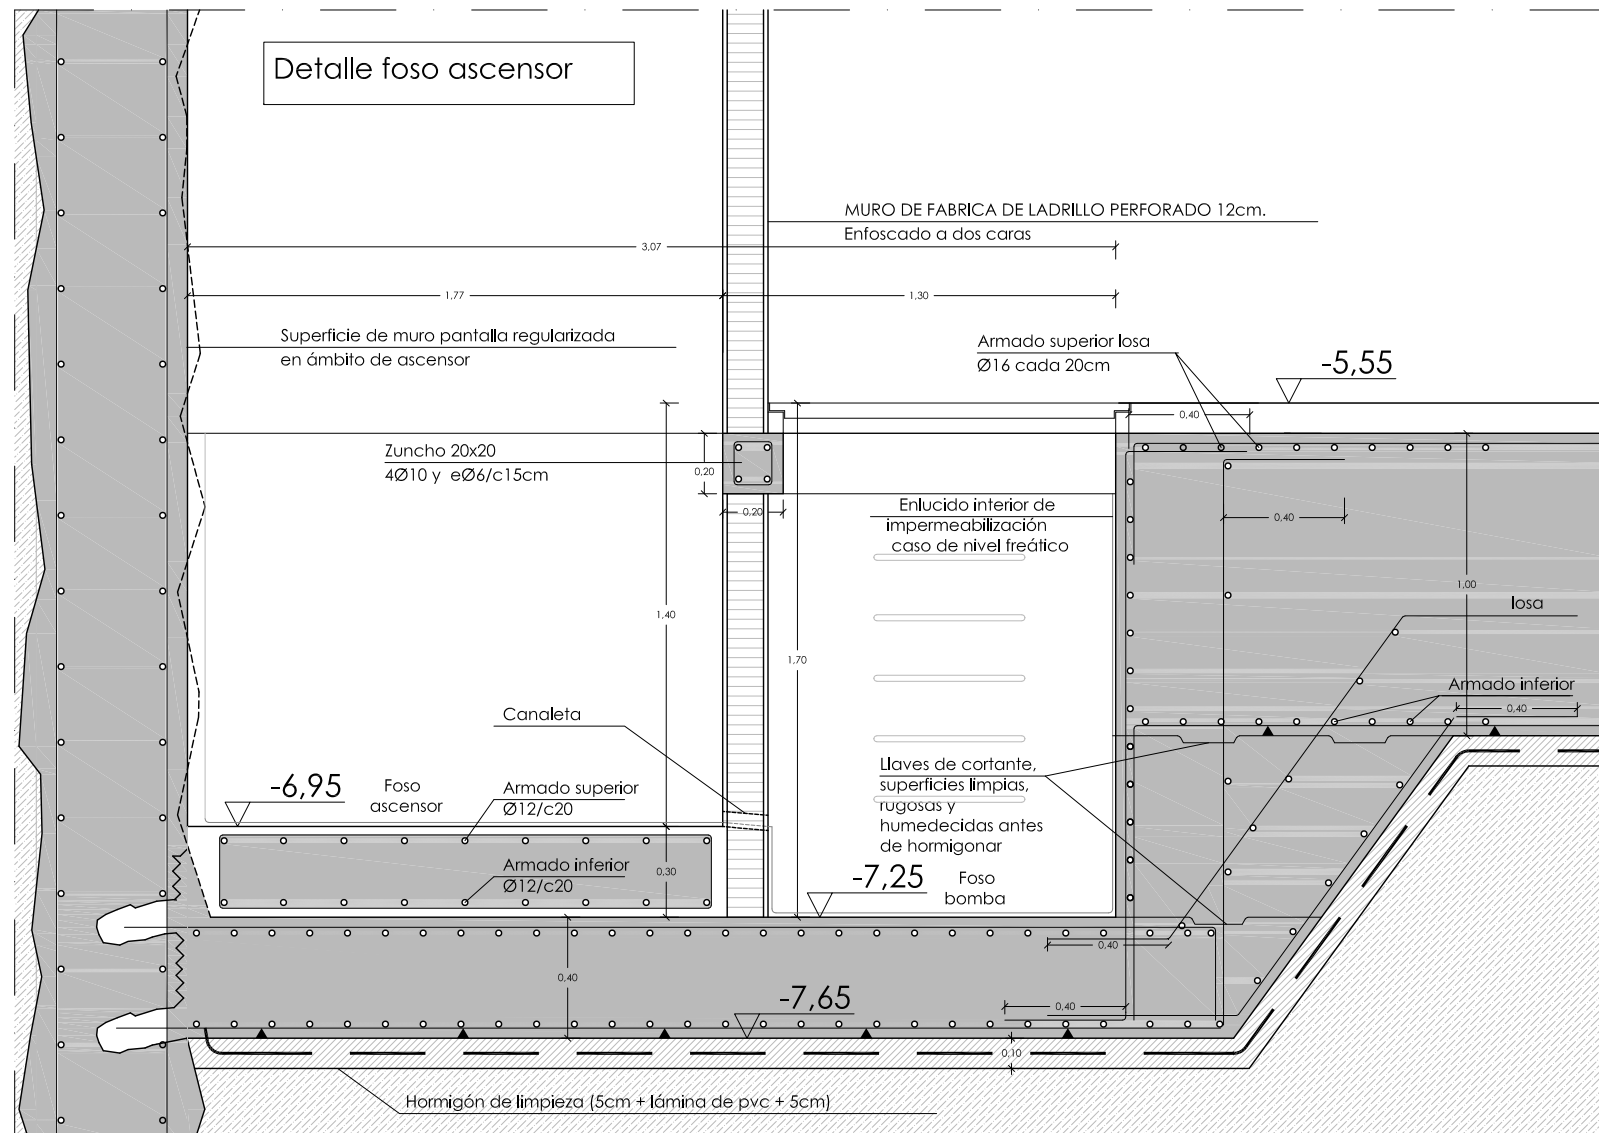 Detalle foso ascensor
MURO DE FABRICA DE LADRILLO PERFORADO 12cm.
Enfoscado a dos caras
3,07
1,77
1,30
Superficie de muro pantalla regularizada
en ámbito de ascensor
Armado superior losa
Ø16 cada 20cm
-5,55
0,40
Zuncho 20x20
4Ø10 y eØ6/c15cm
0,20
0,20
Enlucido interior de
impermeabilización
caso de nivel freático
0,40
1,00
losa
1,40
1,70
Armado inferior
0,40
Canaleta
Llaves de cortante,
superficies limpias,
rugosas y
humedecidas antes
de hormigonar
-6,95
Foso
ascensor
Armado superior
Ø12/c20
Armado inferior
Ø12/c20
0,30
-7,25
Foso
bomba
0,40
0,40
-7,65
0,40
0,10
Hormigón de limpieza (5cm + lámina de pvc + 5cm)